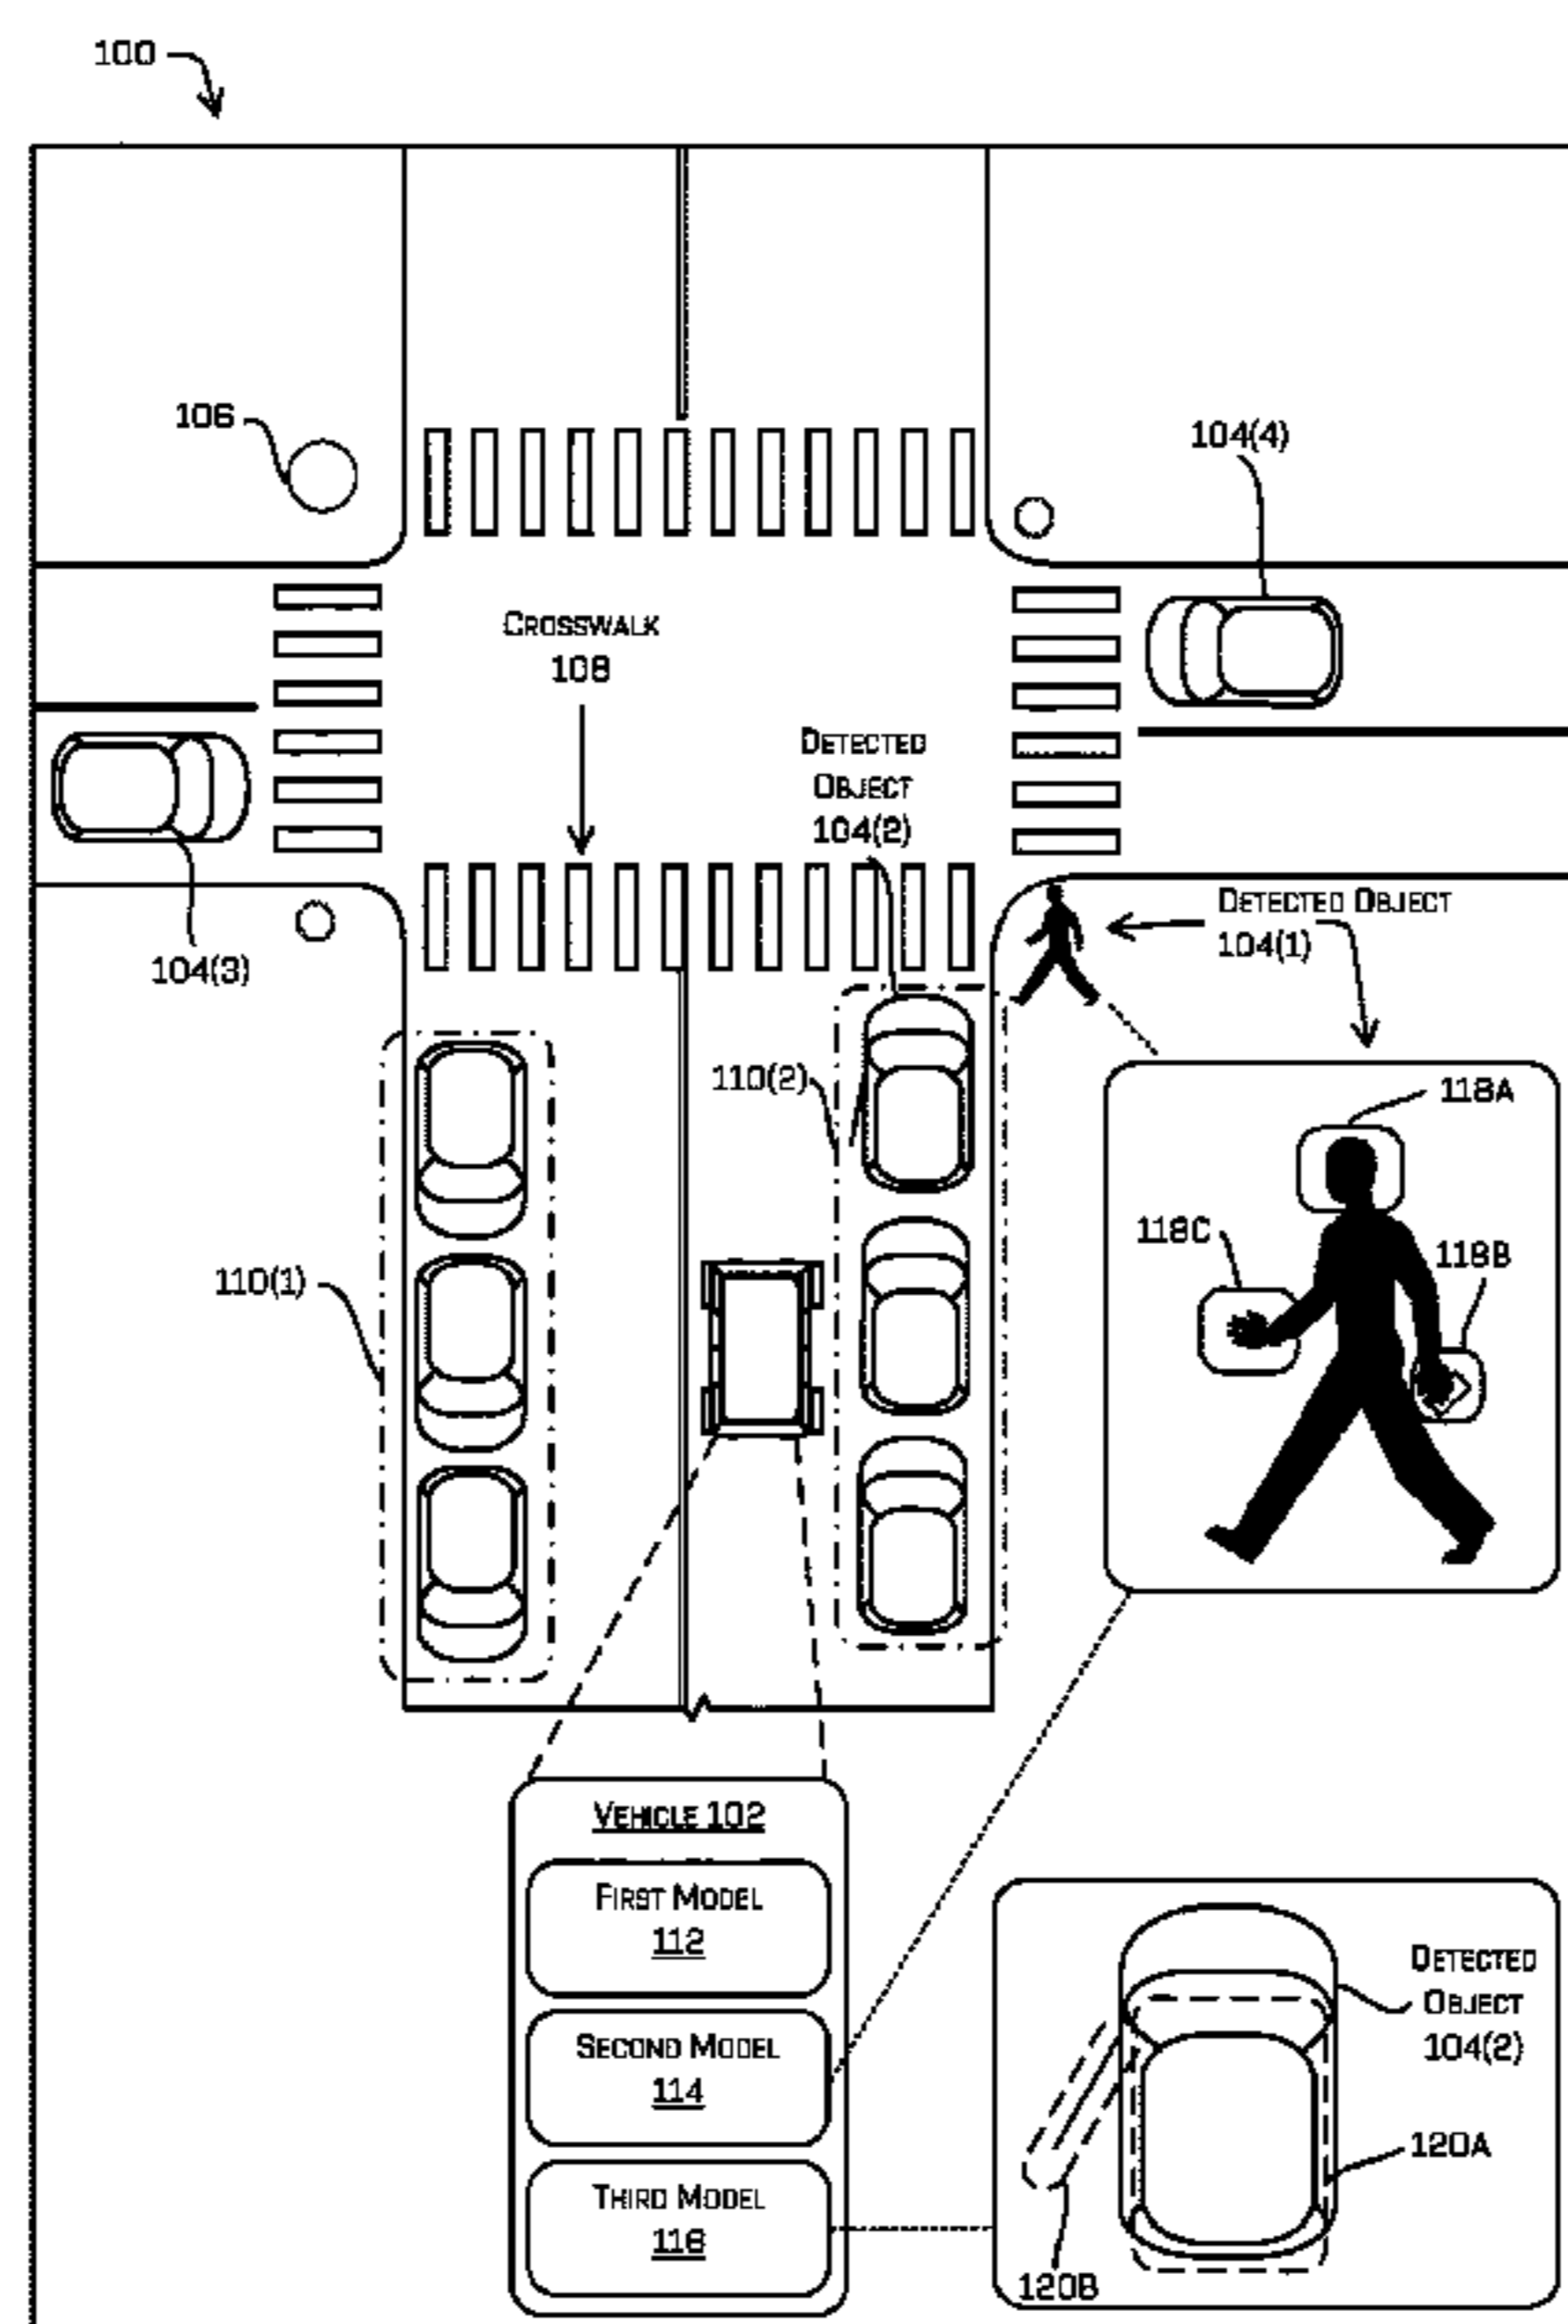 100
106
104(4)
CROSSWALK
108
DETECTED
OBJECT
104(2)
DETECTED OBJECT
104(1)
104(3)
110(2)
118A
118C
118B
110(1)
VEHICLE 102
FIRST MODEL
112
SECOND MODEL
114
THIRD MODEL
116
DETECTED
OBJECT
104(2)
120A
120B